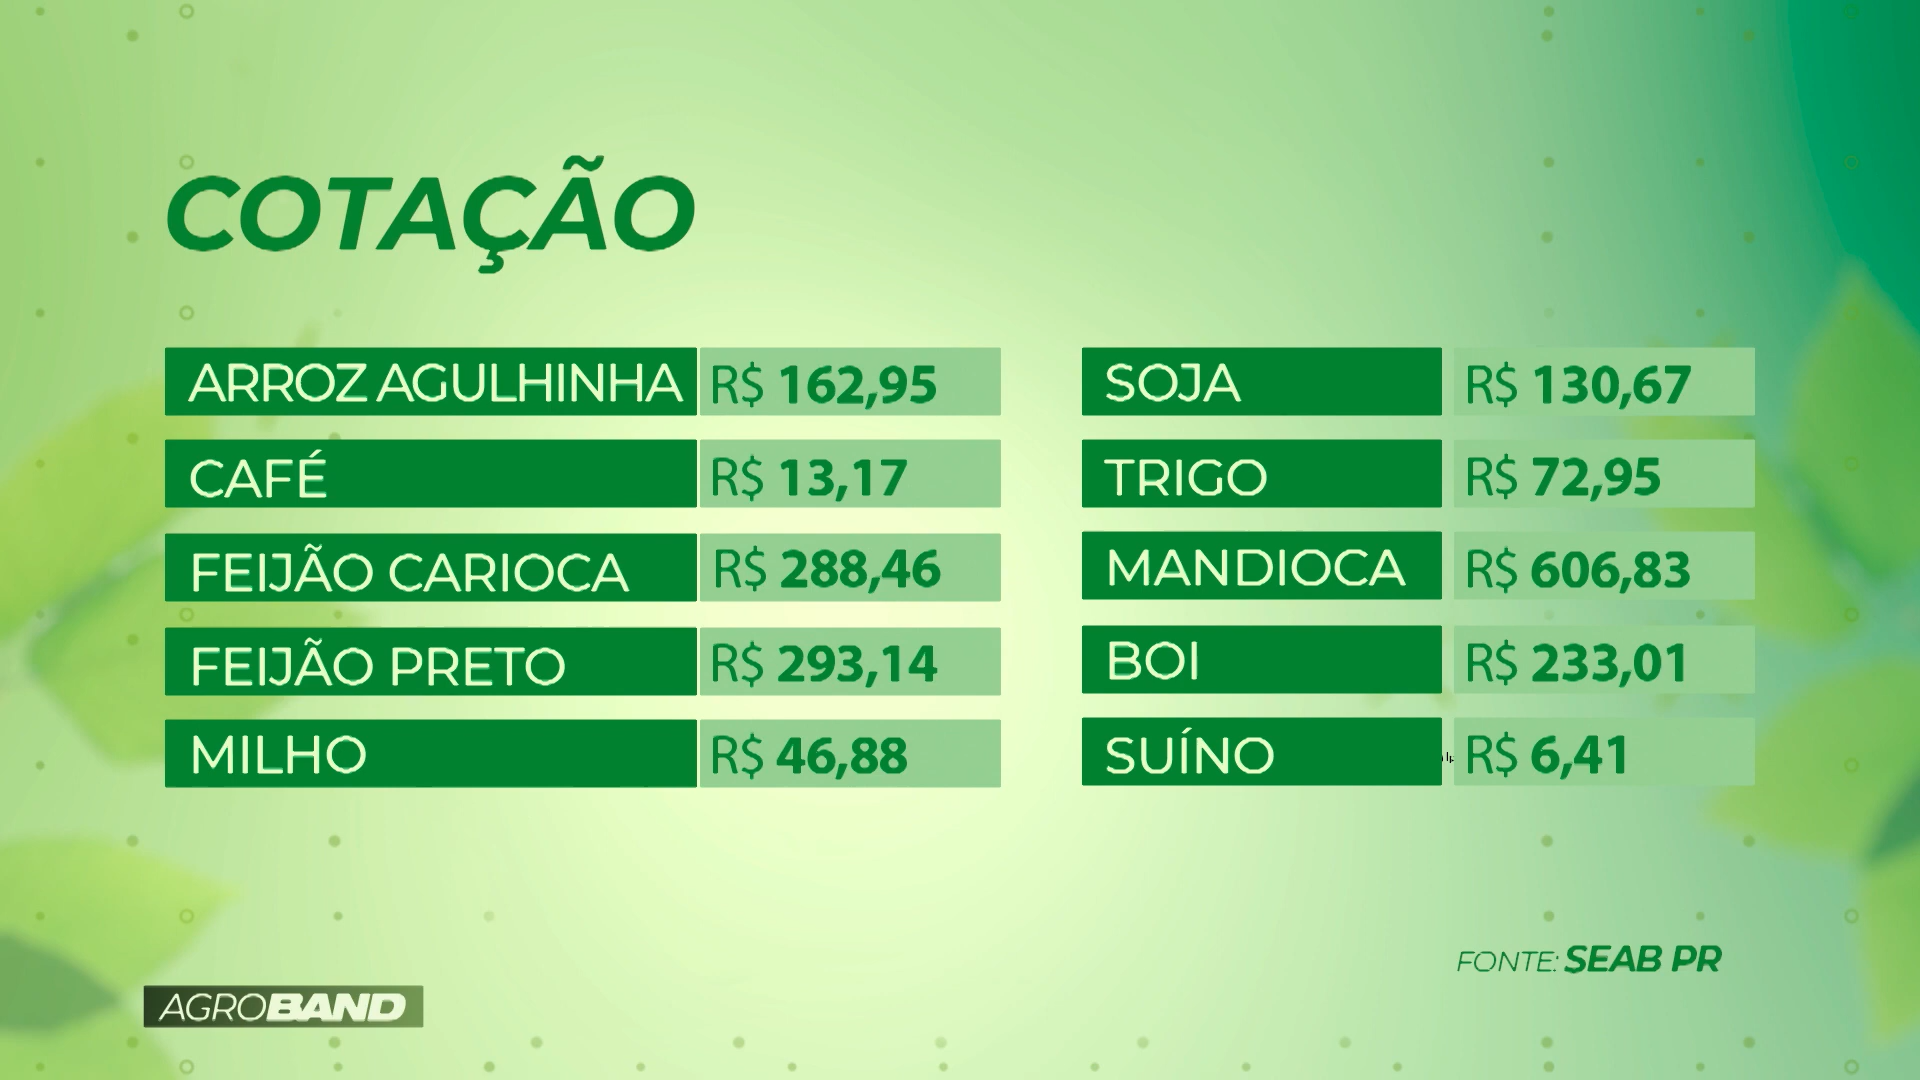 COTAÇÃO
ARROZ AGULHINHA R$ 162,95
CAFÉ R$ 13,17
FEIJÃO CARIOCA R$ 288,46
FEIJÃO PRETO R$ 293,14
MILHO R$ 46,88
SOJA R$ 130,67
TRIGO R$ 72,95
MANDIOCA R$ 606,83
BOI R$ 233,01
SUÍNO R$ 6,41
FONTE: SEAB PR
AGROBAND